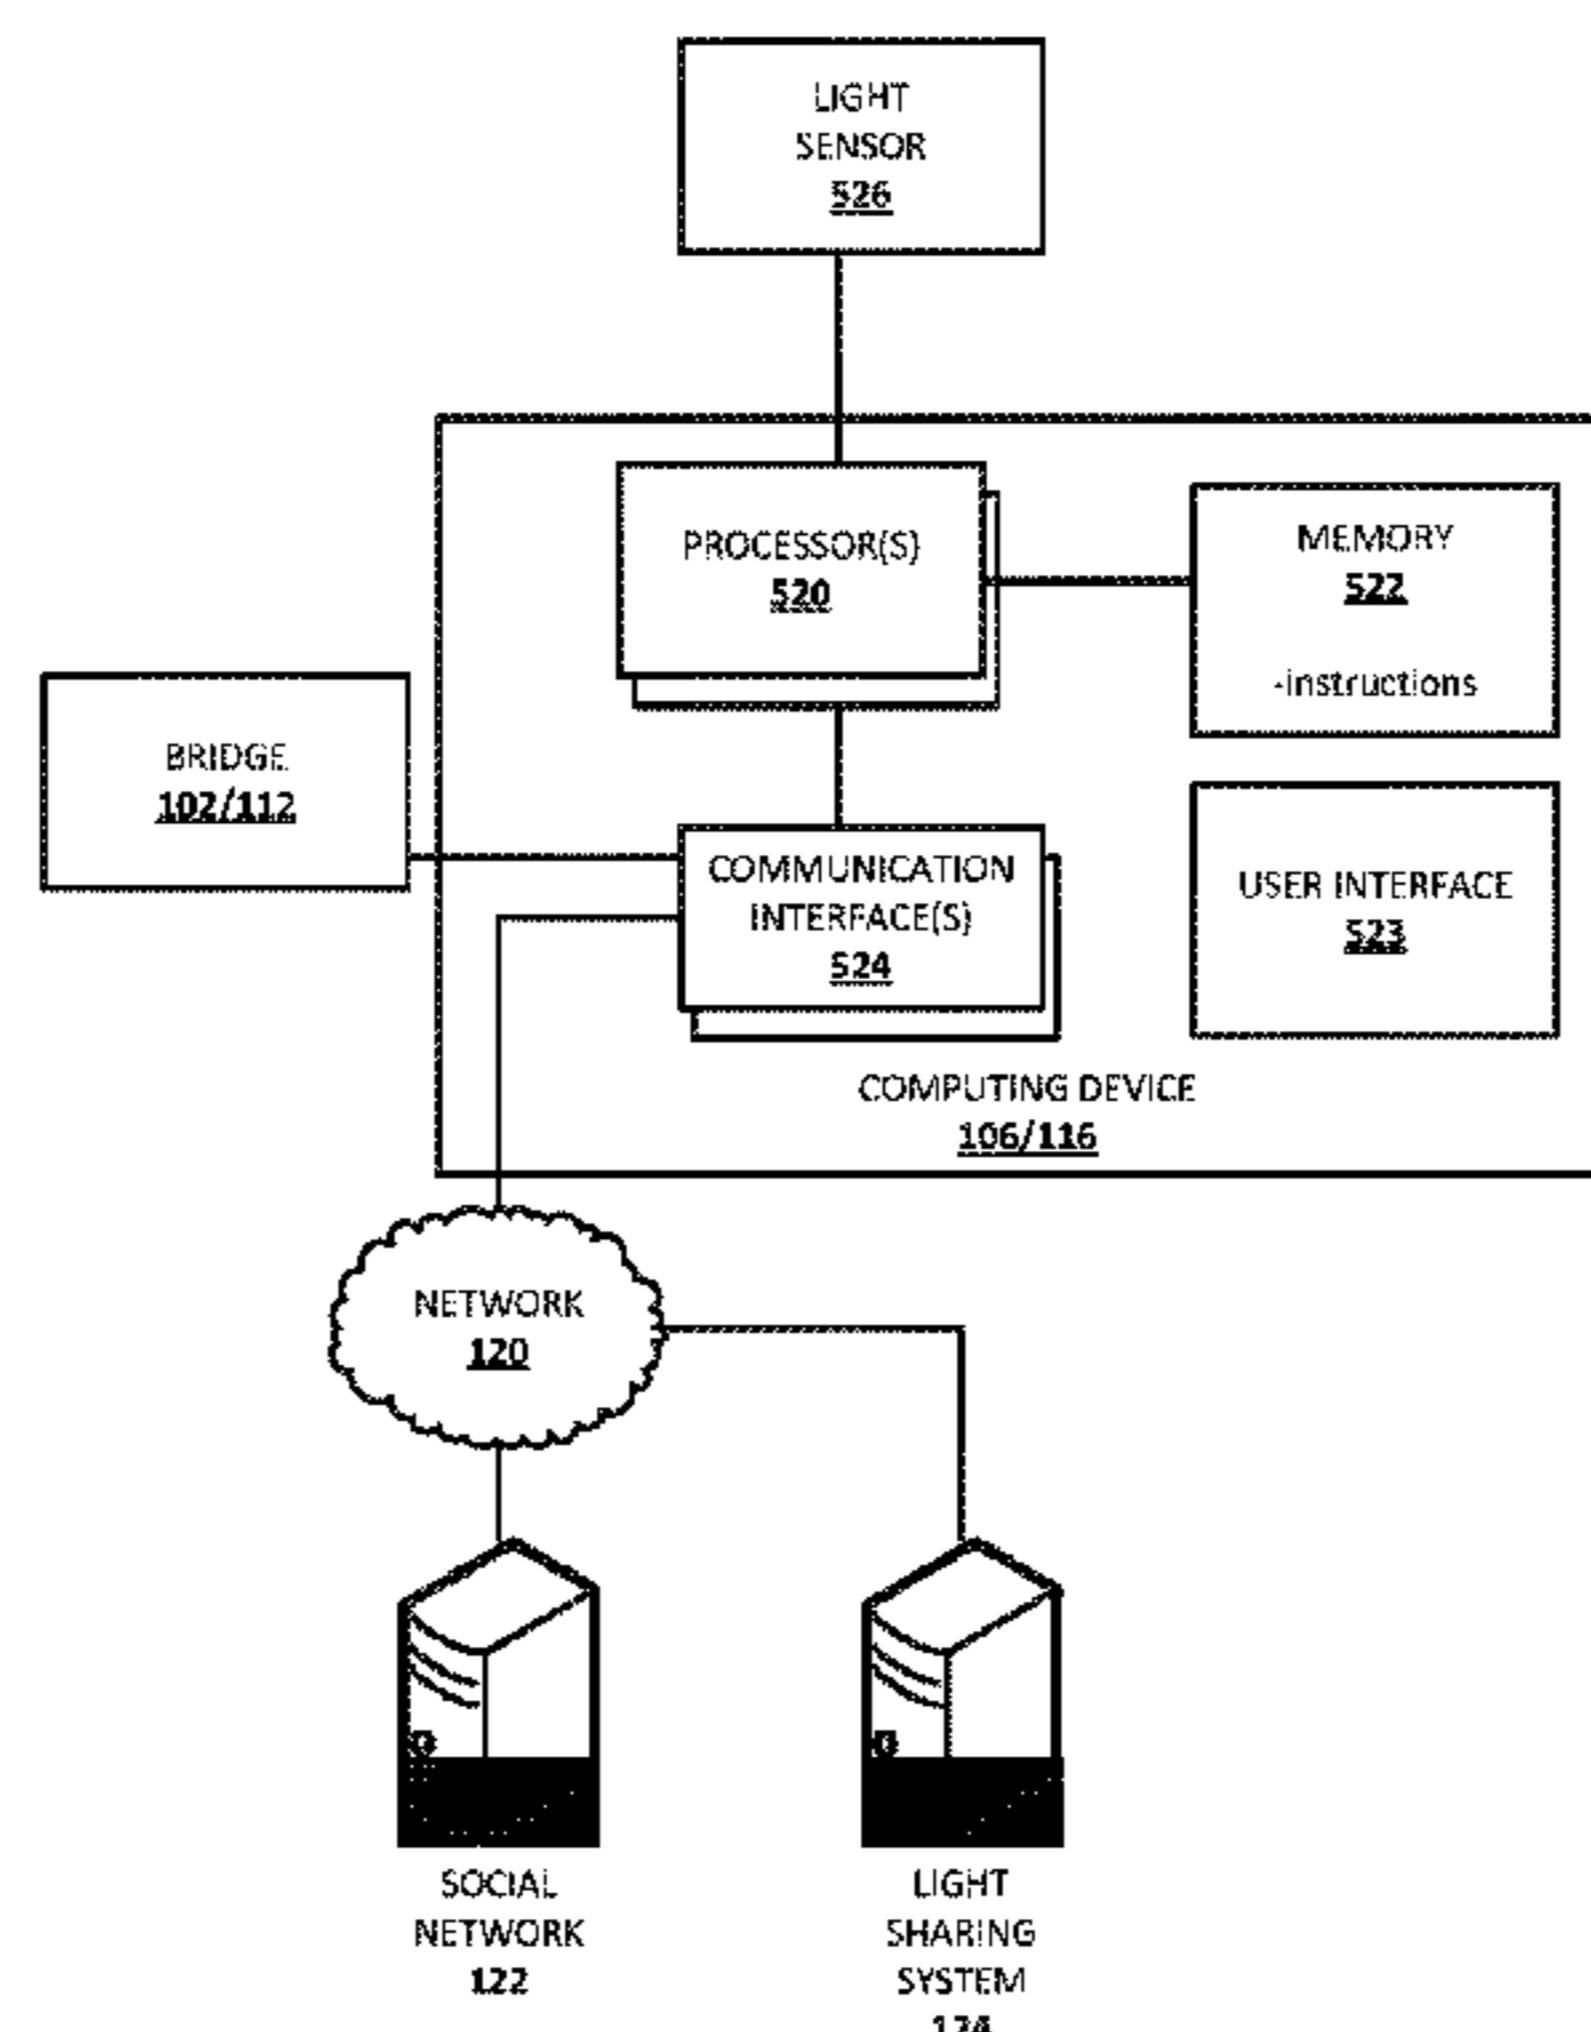 LIGHT
SENSOR
526
PROCESSOR(S)
520
MEMORY
522
-instructions
BRIDGE
102/112
COMMUNICATION
INTERFACE(S)
524
USER INTERFACE
523
COMPUTING DEVICE
106/116
NETWORK
120
SOCIAL
NETWORK
122
LIGHT
SHARING
SYSTEM